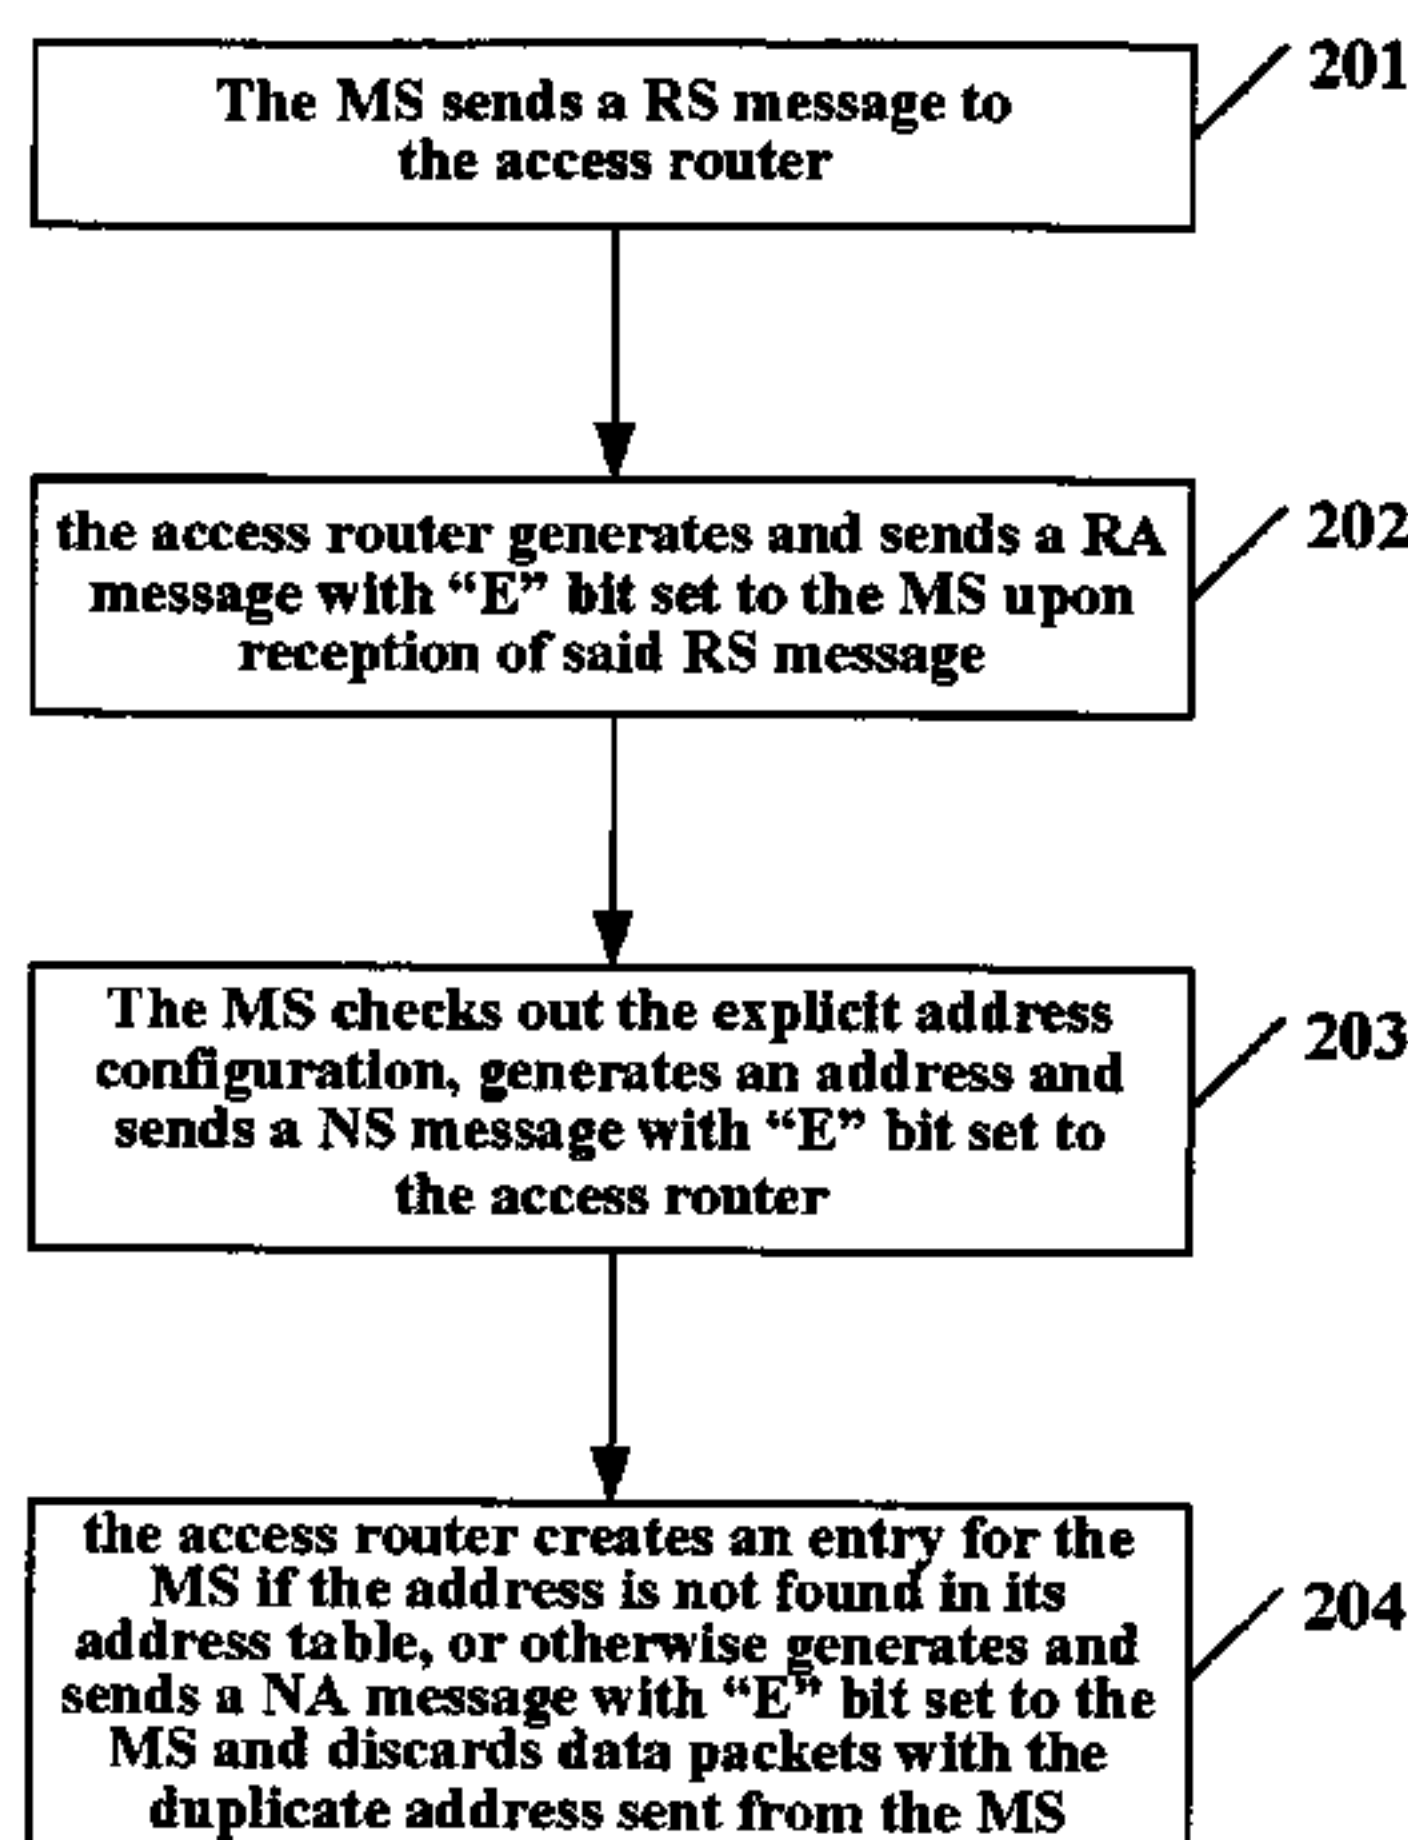 The MS sends a RS message to
the access router
201
the access router generates and sends a RA
message with “E” bit set to the MS upon
reception of said RS message
202
The MS checks out the explicit address
configuration, generates an address and
sends a NS message with “E” bit set to
the access router
203
the access router creates an entry for the
MS if the address is not found in its
address table, or otherwise generates and
sends a NA message with “E” bit set to the
MS and discards data packets with the
duplicate address sent from the MS
204